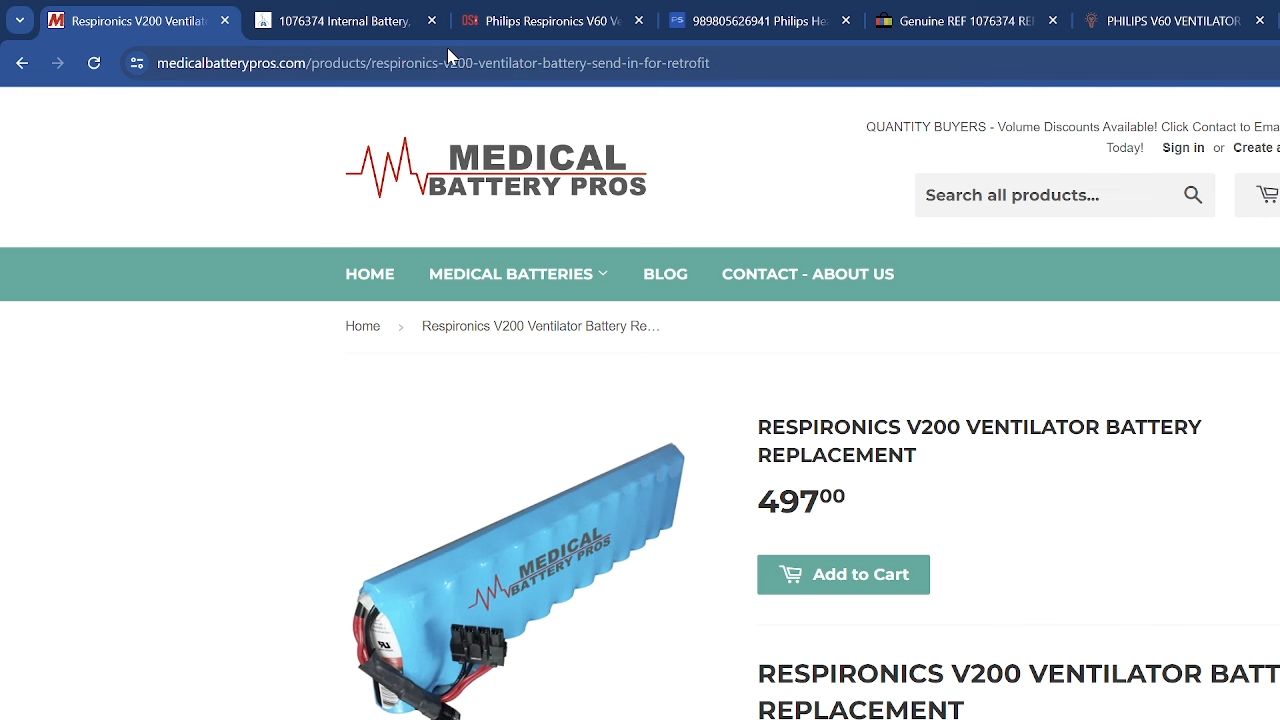 Respironics V200 Ventilat
1076374 Internal Battery,
Philips Respironics V60 Ve
989805626941 Philips Hea
Genuine REF 1076374 REF
PHILIPS V60 VENTILATOR
medicalbatterypros.com/products/respironics-v200-ventilator-battery-send-in-for-retrofit
QUANTITY BUYERS - Volume Discounts Available! Click Contact to Ema
Today! Sign in or Create a
MEDICAL
BATTERY PROS
Search all products...
HOME
MEDICAL BATTERIES
BLOG
CONTACT - ABOUT US
Home > Respironics V200 Ventilator Battery Re…
RESPIRONICS V200 VENTILATOR BATTERY
REPLACEMENT
497⁰⁰
Add to Cart
MEDICAL
BATTERY PROS
RESPIRONICS V200 VENTILATOR BATT
REPLACEMENT